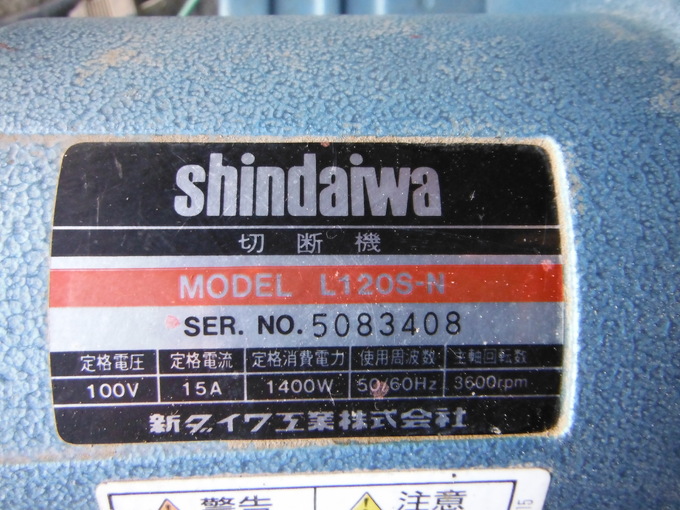 shindaiwa
切断機
MODEL L120S-N
SER. NO. 5083408
定格電圧 定格電流 定格消費電力 使用周波数 主軸回転数
100V 15A 1400W 50/60Hz 3600rpm
新ダイワ工業株式会社
警告 注意